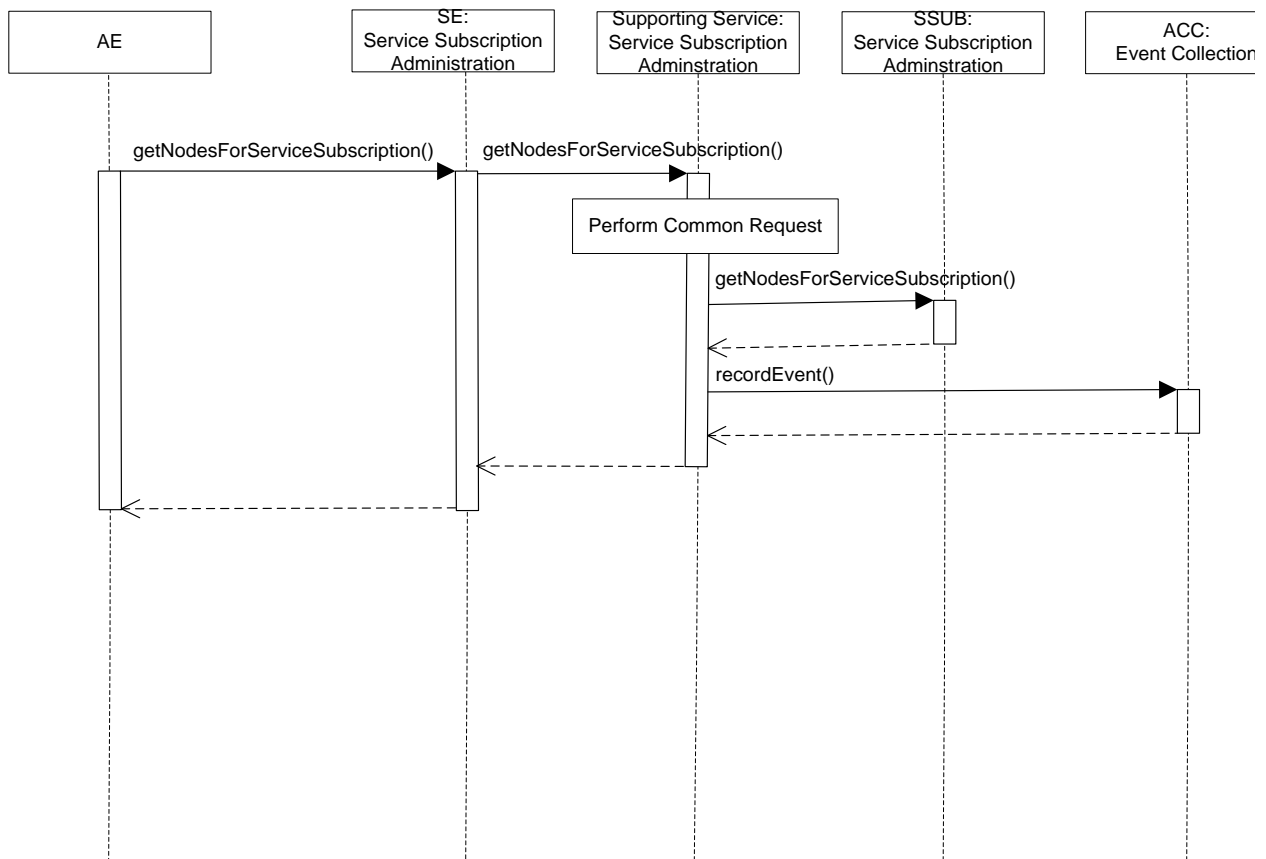 AE
SE:
Service Subscription
Administration
Supporting Service:
Service Subscription
Adminstration
SSUB:
Service Subscription
Adminstration
ACC:
Event Collection
getNodesForServiceSubscription()
getNodesForServiceSubscription()
Perform Common Request
getNodesForServiceSubscription()
recordEvent()